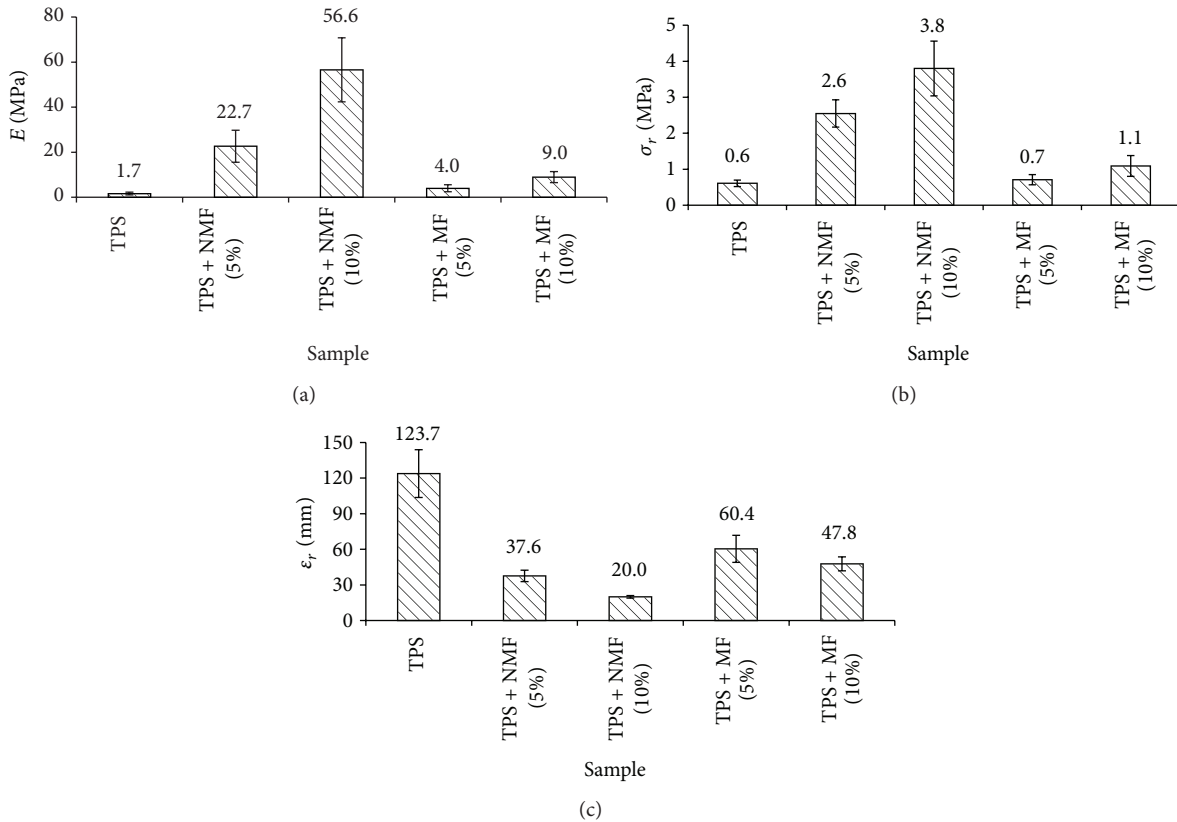 80
60
40
20
0
E (MPa)
1.7
22.7
56.6
4.0
9.0
TPS
TPS + NMF
(5%)
TPS + NMF
(10%)
TPS + MF
(5%)
TPS + MF
(10%)
Sample
(a)
5
4
3
2
1
0
σr (MPa)
0.6
2.6
3.8
0.7
1.1
TPS
TPS + NMF
(5%)
TPS + NMF
(10%)
TPS + MF
(5%)
TPS + MF
(10%)
Sample
(b)
150
120
90
60
30
0
εr (mm)
123.7
37.6
20.0
60.4
47.8
TPS
TPS + NMF
(5%)
TPS + NMF
(10%)
TPS + MF
(5%)
TPS + MF
(10%)
Sample
(c)